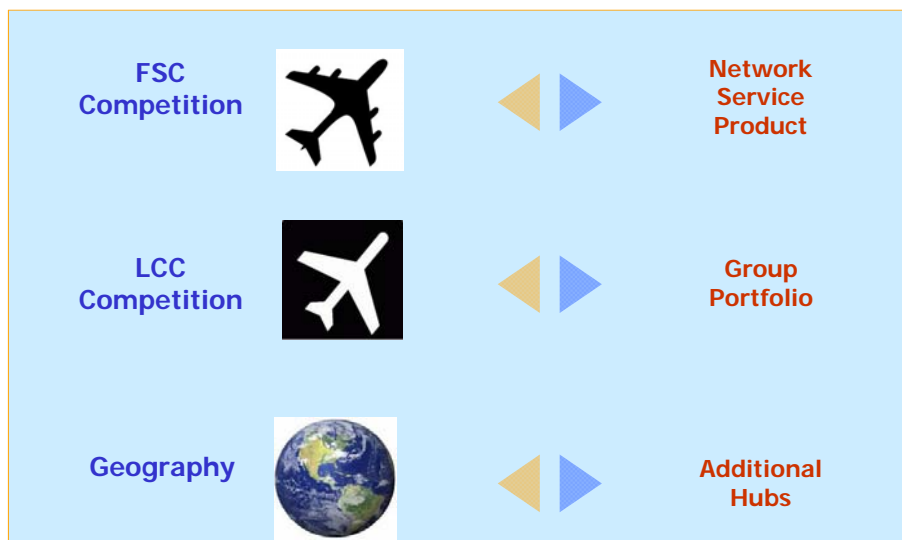 FSC
Competition
Network
Service
Product
LCC
Competition
Group
Portfolio
Geography
Additional
Hubs